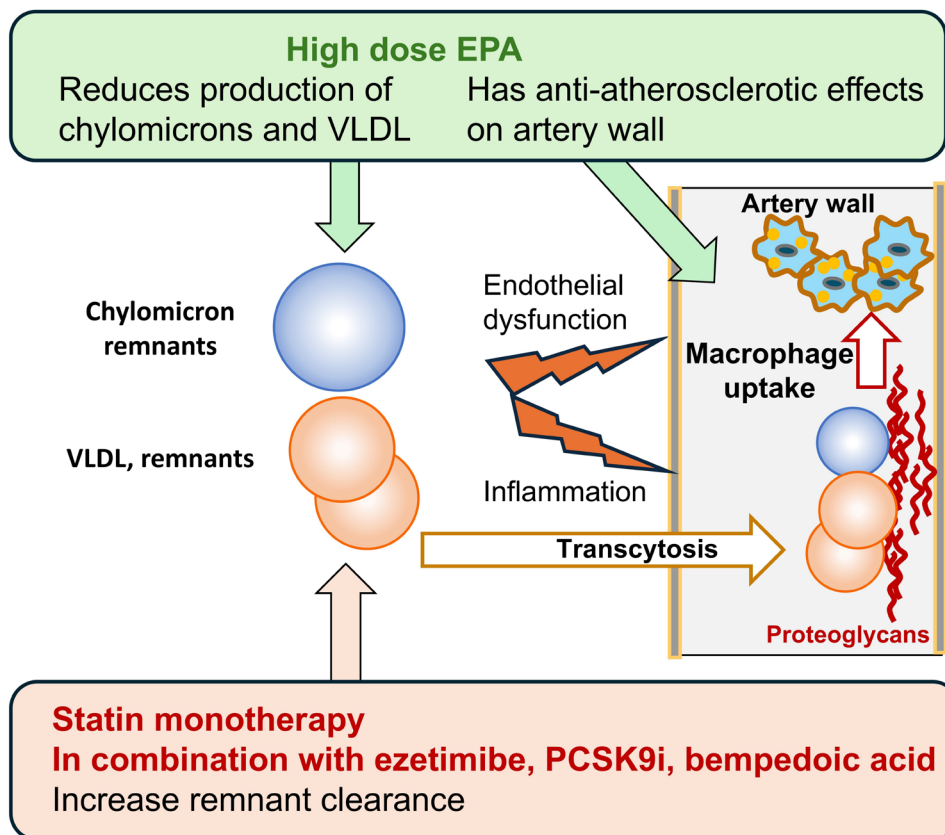 High dose EPA
Reduces production of
chylomicrons and VLDL
Has anti-atherosclerotic effects
on artery wall
Artery wall
Chylomicron
remnants
Endothelial
dysfunction
Macrophage
uptake
VLDL, remnants
Inflammation
Transcytosis
Proteoglycans
Statin monotherapy
In combination with ezetimibe, PCSK9i, bempedoic acid
Increase remnant clearance